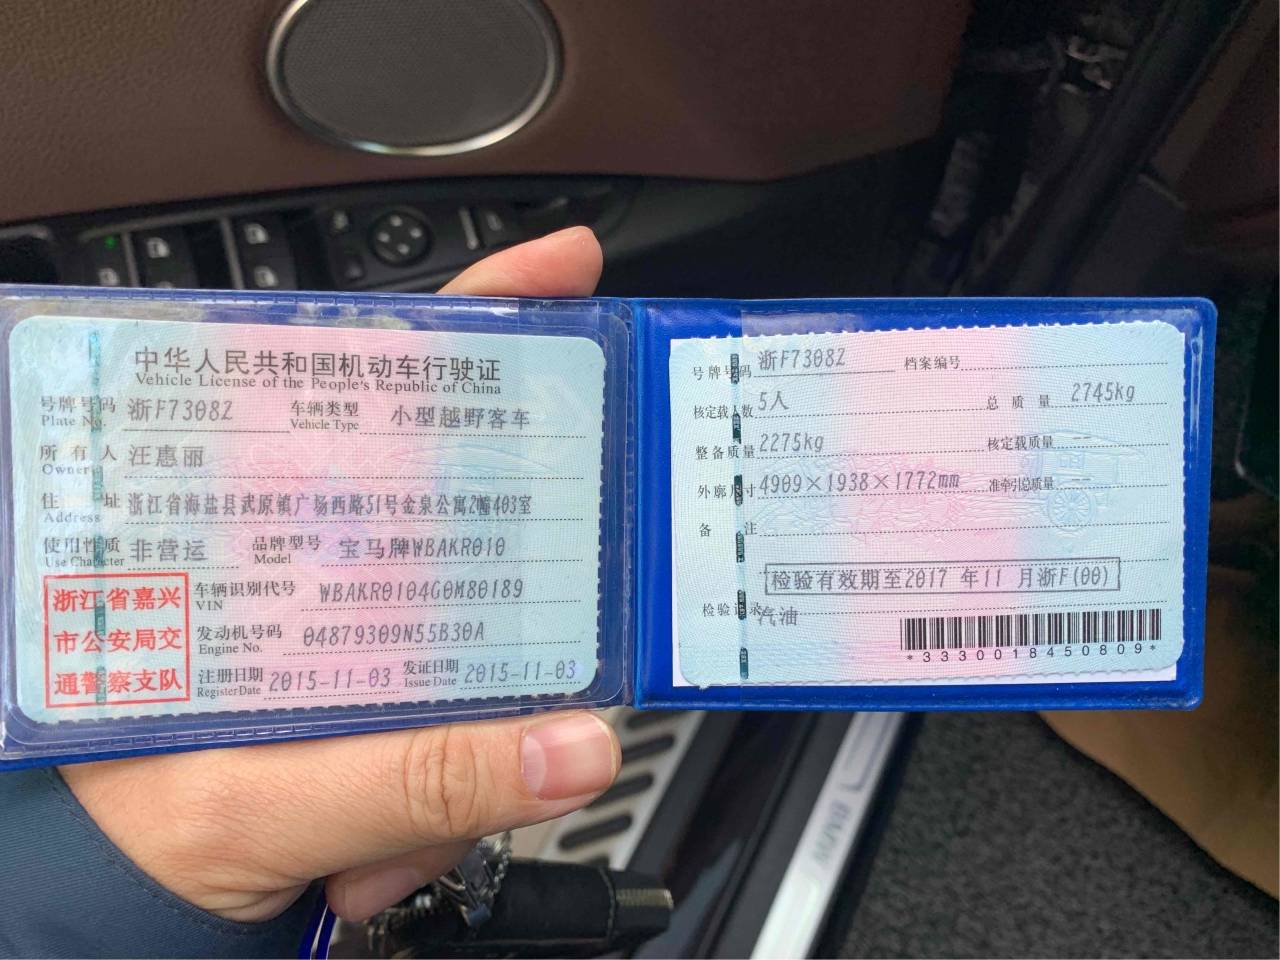 中华人民共和国机动车行驶证
Vehicle License of the People's Republic of China
号牌号码 浙F7308Z 车辆类型 小型越野客车
Plate No. Vehicle Type
所有人 汪惠丽
Owner
住址 浙江省海盐县武原镇广场西路51号金泉公寓2幢403室
Address
使用性质 非营运 品牌型号 宝马牌WBAKR010
Use Character Model
浙江省嘉兴
市公安局交
通警察支队
车辆识别代号 WBAKR0104G0M80189
VIN
发动机号码 04879309N55B30A
Engine No.
注册日期 2015-11-03 发证日期 2015-11-03
Register Date Issue Date
号牌号码 浙F7308Z 档案编号
核定载人数 5人 总质量 2745kg
整备质量 2275kg 核定载质量 --
外廓尺寸 4909×1938×1772mm 准牵引总质量 --
备注
检验有效期至2017 年11 月浙F(00)
检验记录 汽油
*3330018450809*
BMW